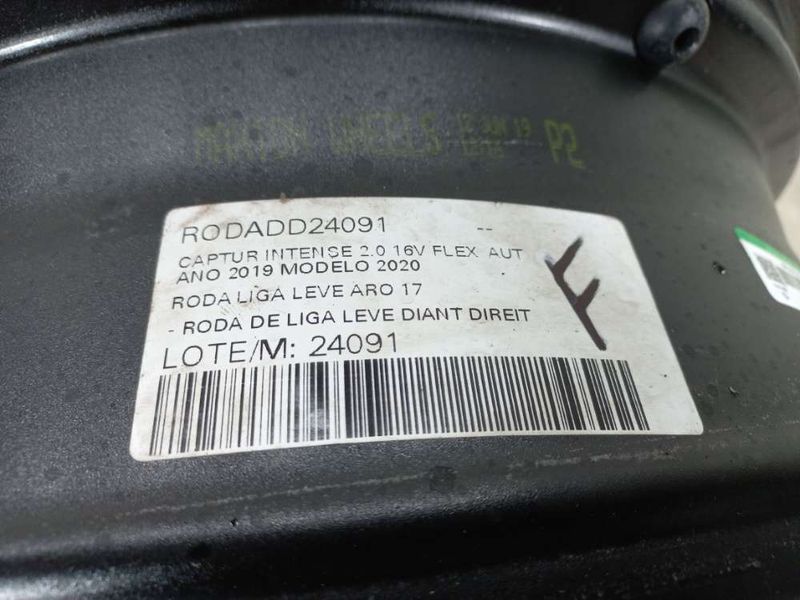 WHEELS
P2
RODADD24091 --
CAPTUR INTENSE 2.0 16V FLEX. AUT
ANO 2019 MODELO 2020
RODA LIGA LEVE ARO 17
- RODA DE LIGA LEVE DIANT DIREIT
LOTE/M: 24091
F